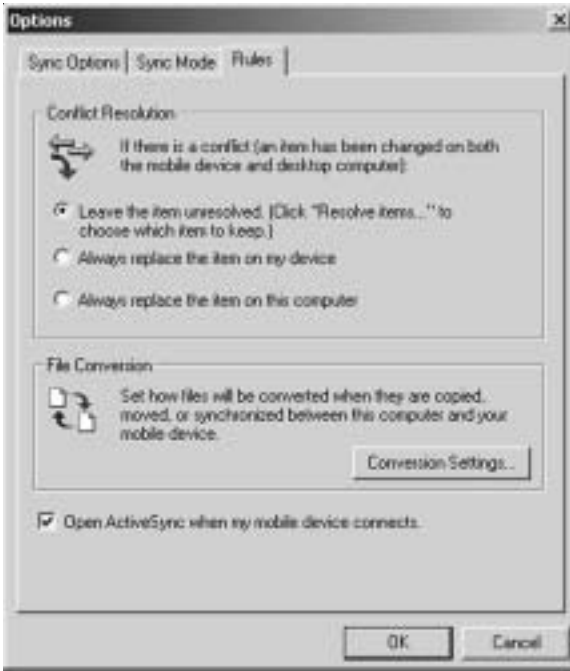 Options
Sync Options Sync Mode Rules
Conflict Resolution
If there is a conflict (an item has been changed on both
the mobile device and desktop computer):
Leave the item unresolved. (Click "Resolve items..." to
choose which item to keep.)
Always replace the item on my device
Always replace the item on this computer
File Conversion
Set how files will be converted when they are copied,
moved, or synchronized between this computer and your
mobile device.
Conversion Settings...
Open ActiveSync when my mobile device connects.
OK Cancel